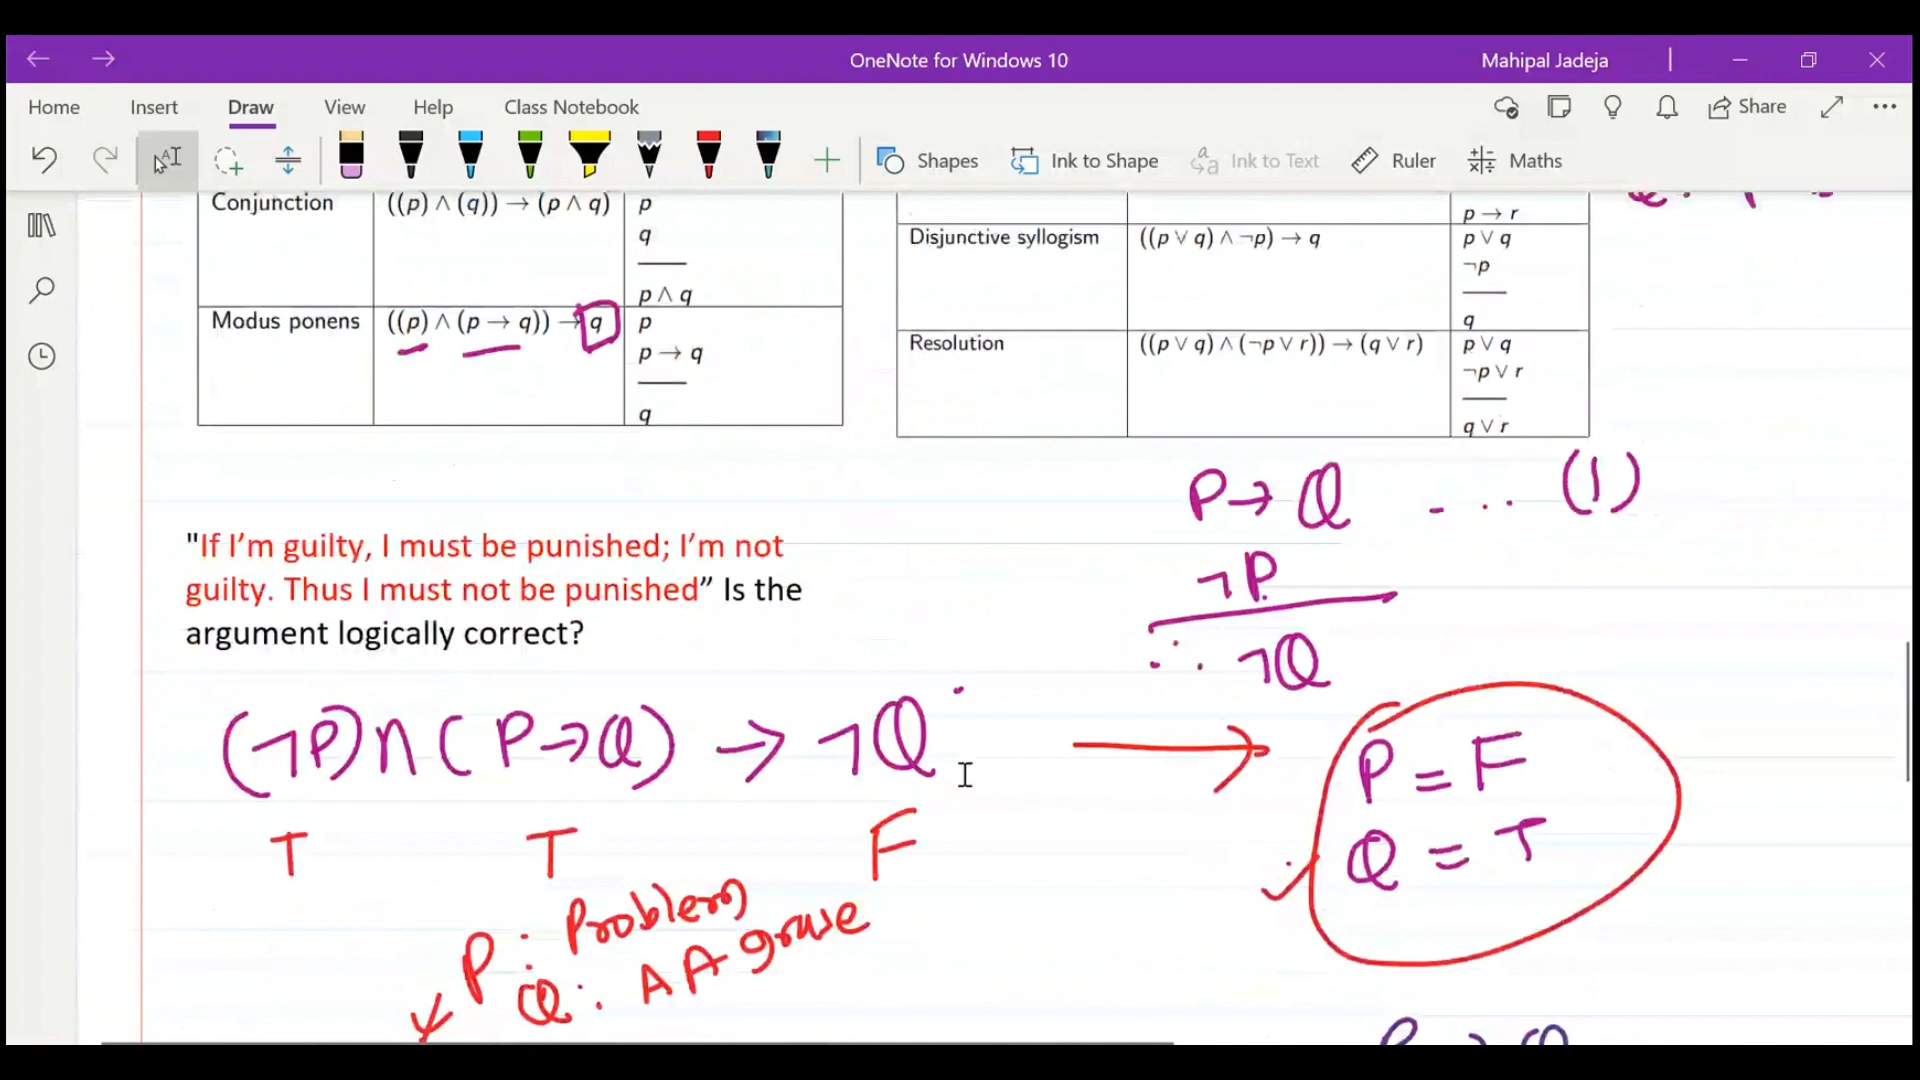 OneNote for Windows 10
Mahipal Jadeja
Home Insert Draw View Help Class Notebook
Share
Shapes Ink to Shape Ink to Text Ruler Maths
Conjunction ((p) ∧ (q)) → (p ∧ q) p
q
p ∧ q
Modus ponens ((p) ∧ (p → q)) → q p
p → q
q
p → r
Disjunctive syllogism ((p ∨ q) ∧ ¬p) → q p ∨ q
¬p
q
Resolution ((p ∨ q) ∧ (¬p ∨ r)) → (q ∨ r) p ∨ q
¬p ∨ r
q ∨ r
P → Q ... (1)
¬P
∴ ¬Q
"If I'm guilty, I must be punished; I'm not
guilty. Thus I must not be punished” Is the
argument logically correct?
(¬P) ∧ (P → Q) → ¬Q
T T F
P = F
Q = T
P : Problem
Q : AA